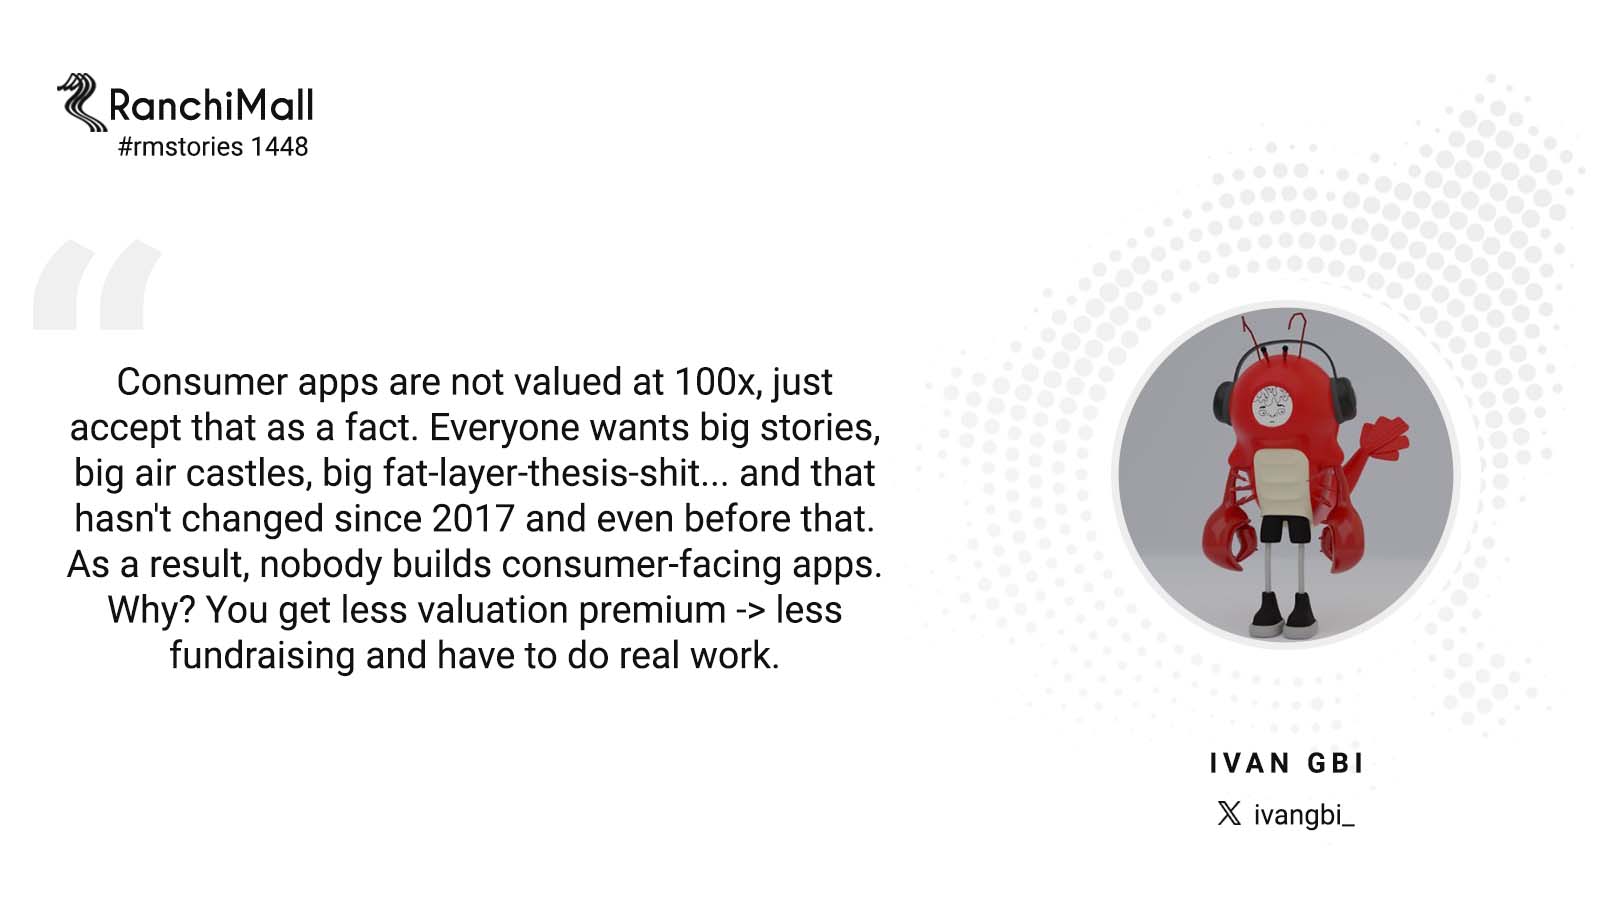 RanchiMall
#rmstories 1448
“
Consumer apps are not valued at 100x, just
accept that as a fact. Everyone wants big stories,
big air castles, big fat-layer-thesis-shit... and that
hasn't changed since 2017 and even before that.
As a result, nobody builds consumer-facing apps.
Why? You get less valuation premium -> less
fundraising and have to do real work.
IVAN GBI
𝕏 ivangbi_